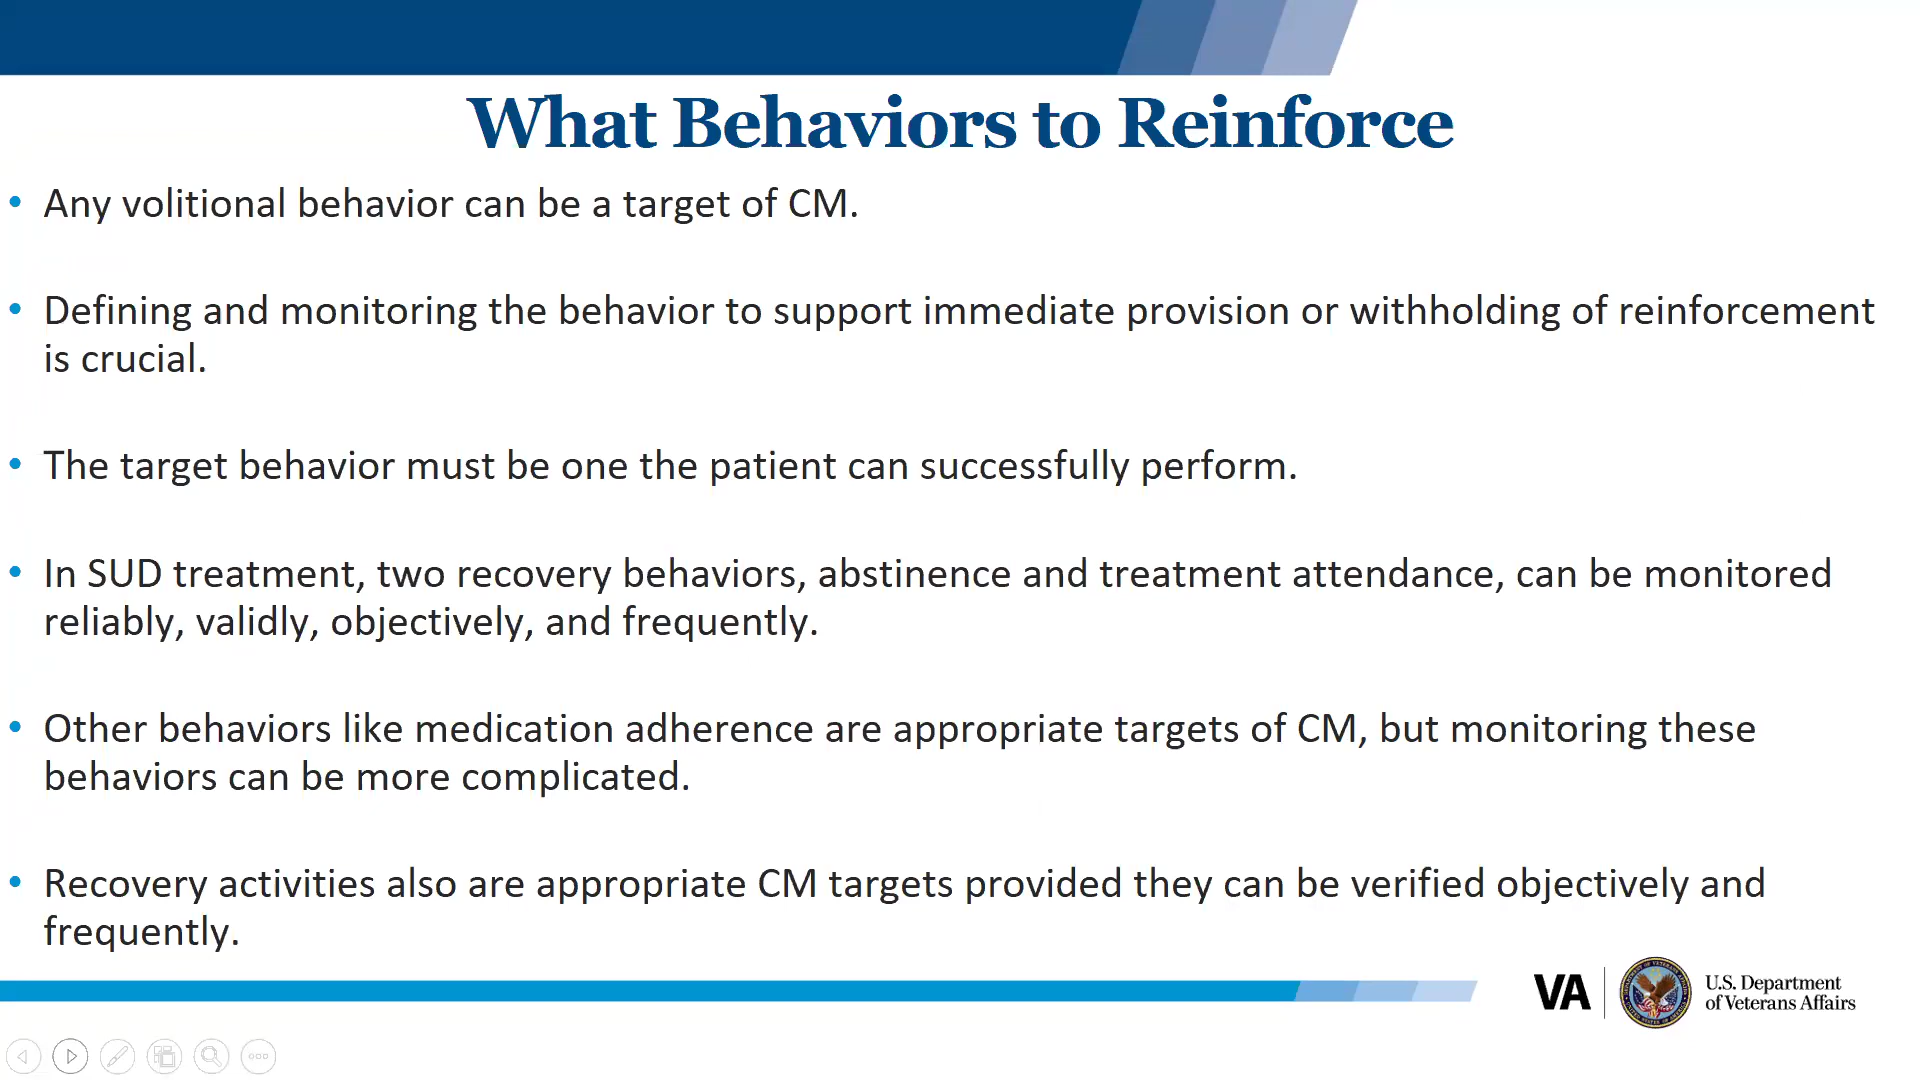 What Behaviors to Reinforce
• Any volitional behavior can be a target of CM.
• Defining and monitoring the behavior to support immediate provision or withholding of reinforcement
is crucial.
• The target behavior must be one the patient can successfully perform.
• In SUD treatment, two recovery behaviors, abstinence and treatment attendance, can be monitored
reliably, validly, objectively, and frequently.
• Other behaviors like medication adherence are appropriate targets of CM, but monitoring these
behaviors can be more complicated.
• Recovery activities also are appropriate CM targets provided they can be verified objectively and
frequently.
VA
U.S. Department
of Veterans Affairs